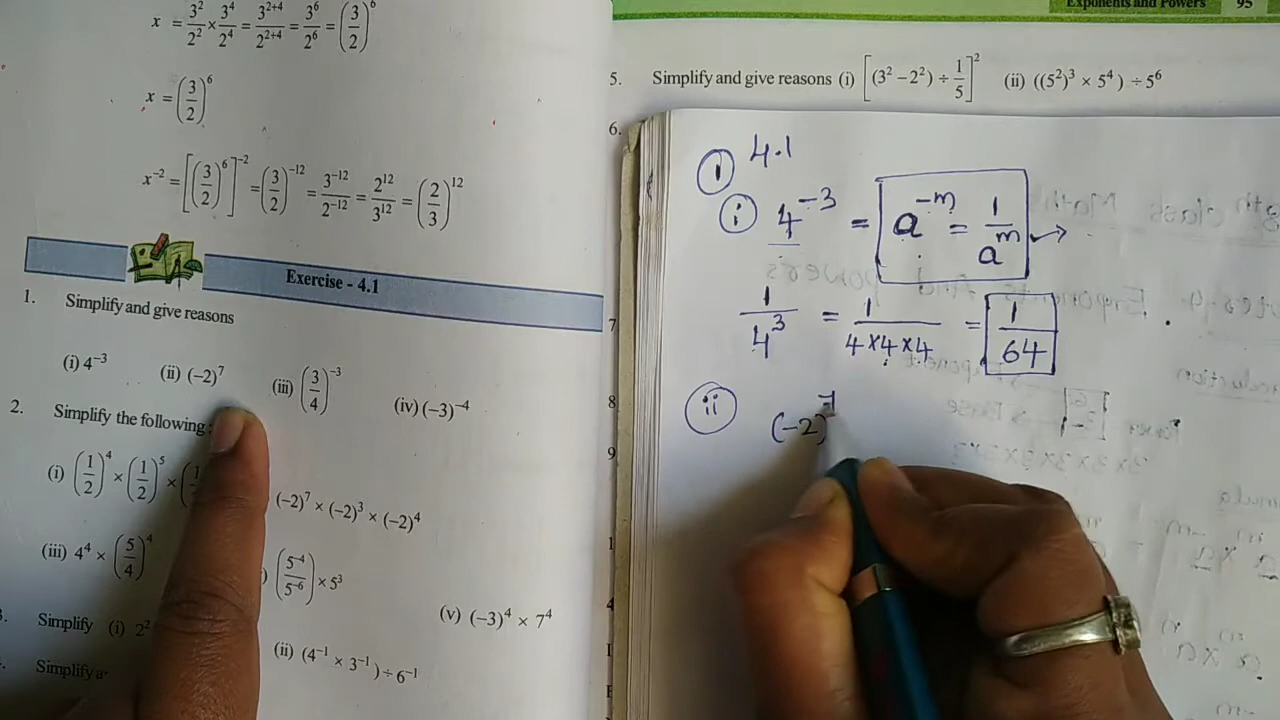 x = 3²/2² × 3⁴/2⁴ = 3²⁺⁴/2²⁺⁴ = 3⁶/2⁶ = (3/2)⁶
x = (3/2)⁶
x⁻² = [(3/2)⁶]⁻² = (3/2)⁻¹² = 3⁻¹²/2⁻¹² = 2¹²/3¹² = (2/3)¹²
Exercise - 4.1
1. Simplify and give reasons
(i) 4⁻³ (ii) (−2)⁷ (iii) (3/4)⁻³ (iv) (−3)⁻⁴
2. Simplify the following :
(i) (1/2)⁴ × (1/2)⁵ × (−2)⁷ × (−2)³ × (−2)⁴
(iii) 4⁴ × (5/4)⁴ (5⁻⁴/5⁻⁶) × 5³ (v) (−3)⁴ × 7⁴
Simplify (i) 2² (ii) (4⁻¹ × 3⁻¹) ÷ 6⁻¹
Simplify
Exponents and Powers 95
5. Simplify and give reasons (i) [(3² − 2²) ÷ 1/5]² (ii) ((5²)³ × 5⁴) ÷ 5⁶
6.
7
8
9
① 4.1
ⓘ 4⁻³ = a⁻ᵐ = 1/aᵐ →
1/4³ = 1/4×4×4 = 1/64
ii (−2)